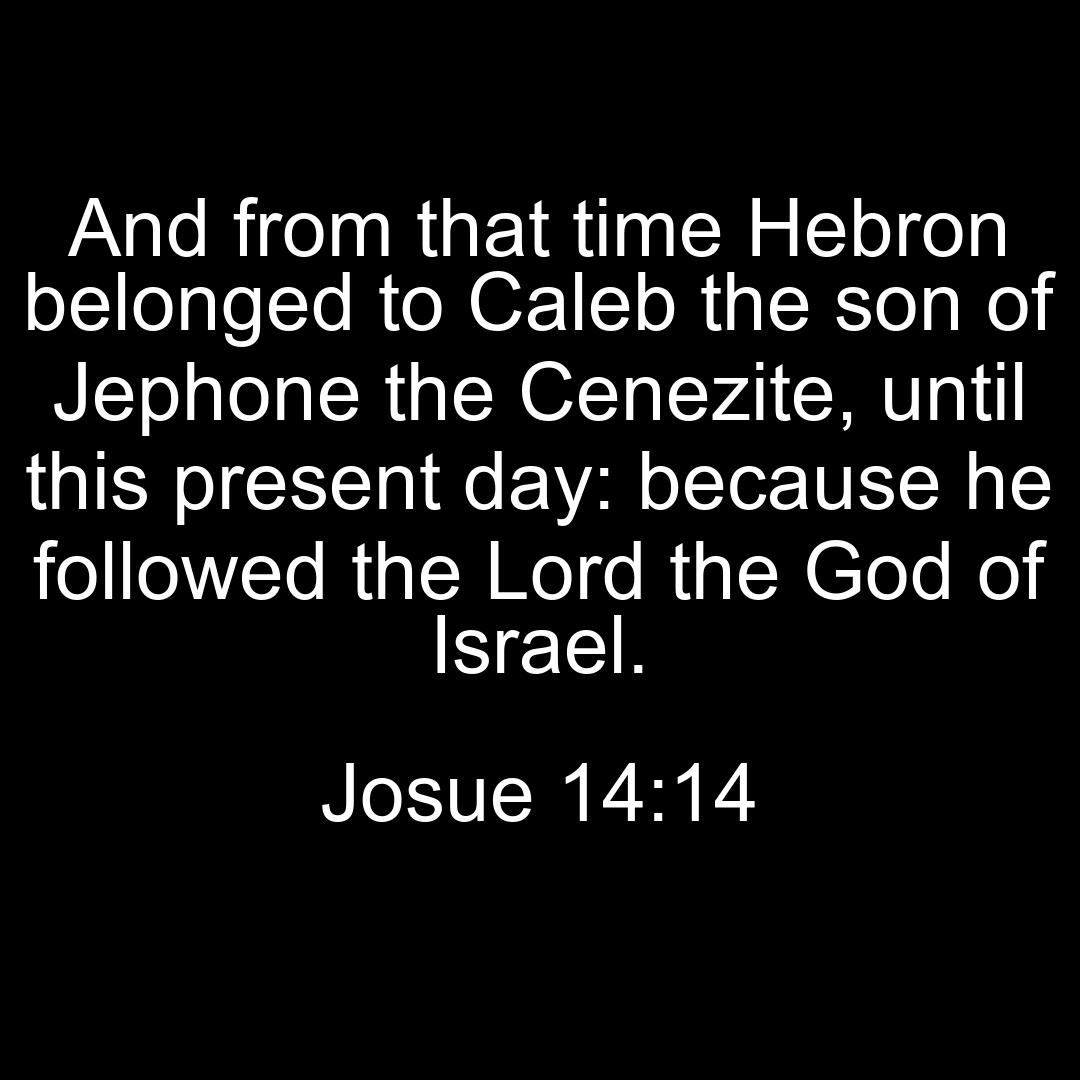 And from that time Hebron
belonged to Caleb the son of
Jephone the Cenezite, until
this present day: because he
followed the Lord the God of
Israel.
Josue 14:14